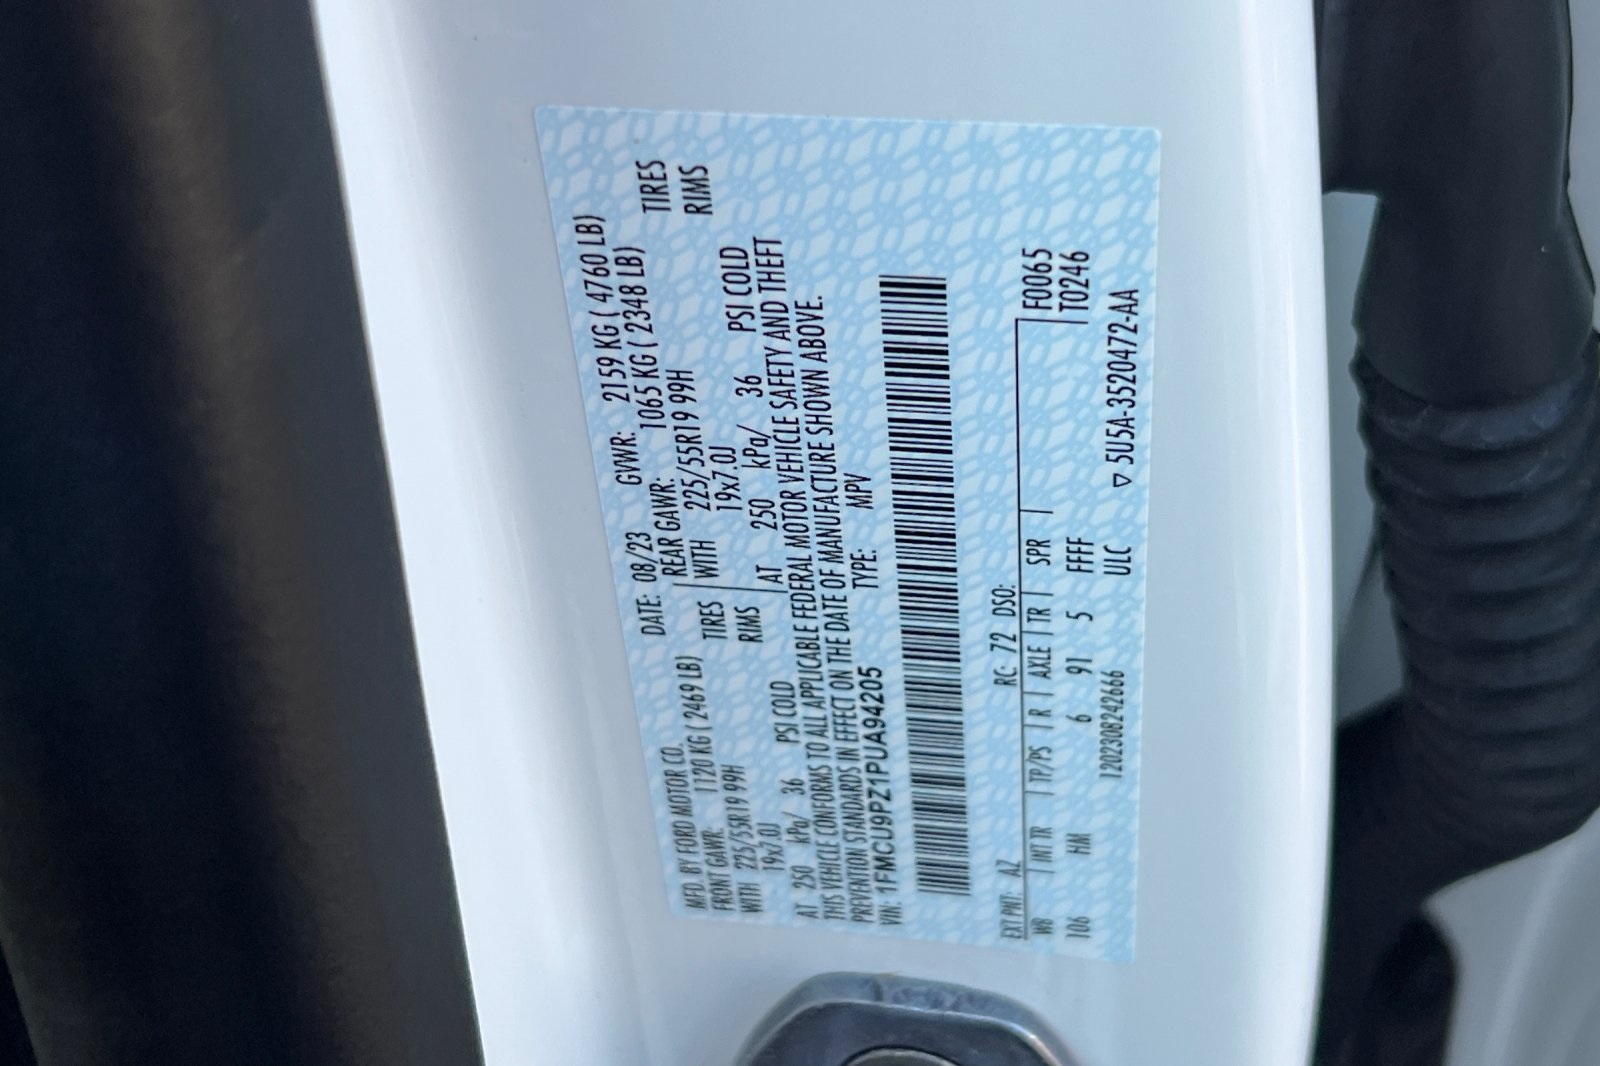 MFD. BY FORD MOTOR CO. DATE: 08/23 GVWR: 2159 KG ( 4760 LB)
FRONT GAWR: 1120 KG ( 2469 LB) REAR GAWR: 1065 KG ( 2348 LB)
WITH 225/55R19 99H TIRES WITH 225/55R19 99H TIRES
19x7.0J RIMS 19x7.0J RIMS
AT 250 kPa/ 36 PSI COLD AT 250 kPa/ 36 PSI COLD
THIS VEHICLE CONFORMS TO ALL APPLICABLE FEDERAL MOTOR VEHICLE SAFETY AND THEFT
PREVENTION STANDARDS IN EFFECT ON THE DATE OF MANUFACTURE SHOWN ABOVE.
VIN: 1FMCU9PZ1PUA94205 TYPE: MPV
EXT PNT: AZ RC: 72 DSO: F0065
WB INT TR TP/PS R AXLE TR SPR T0246
106 HM 6 91 5 FFF
1202308242666 ULC ▽ 5U5A-3520472-AA